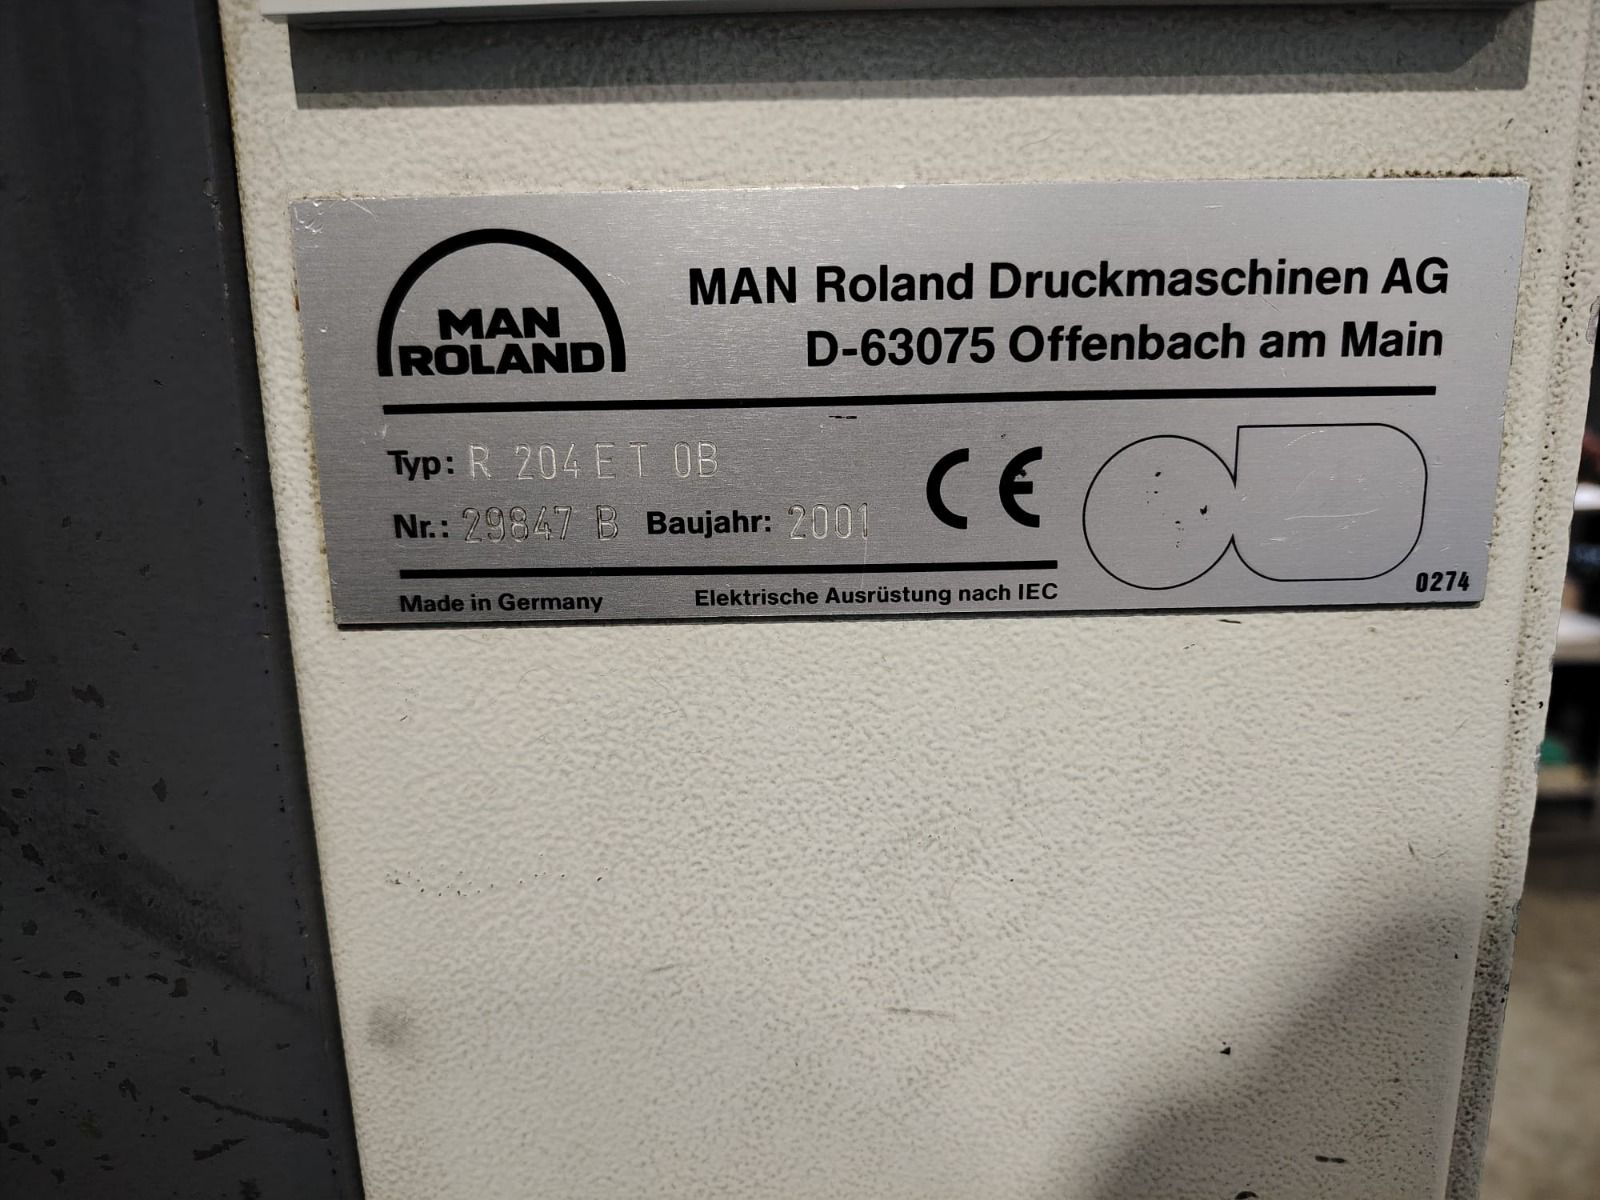 MAN
ROLAND
MAN Roland Druckmaschinen AG
D-63075 Offenbach am Main
Typ: R 204 E T OB
Nr.: 29847 B Baujahr: 2001
CE
Made in Germany
Elektrische Ausrüstung nach IEC
0274